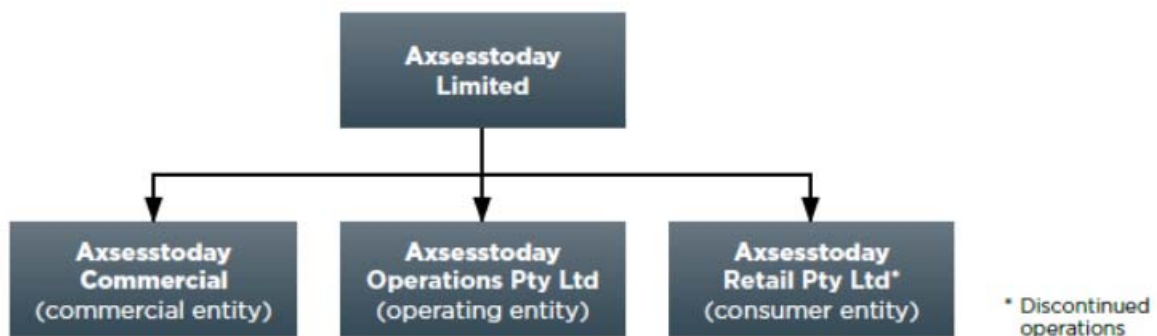 Axsesstoday
Limited
Axsesstoday
Commercial
(commercial entity)
Axsesstoday
Operations Pty Ltd
(operating entity)
Axsesstoday
Retail Pty Ltd*
(consumer entity)
* Discontinued
operations